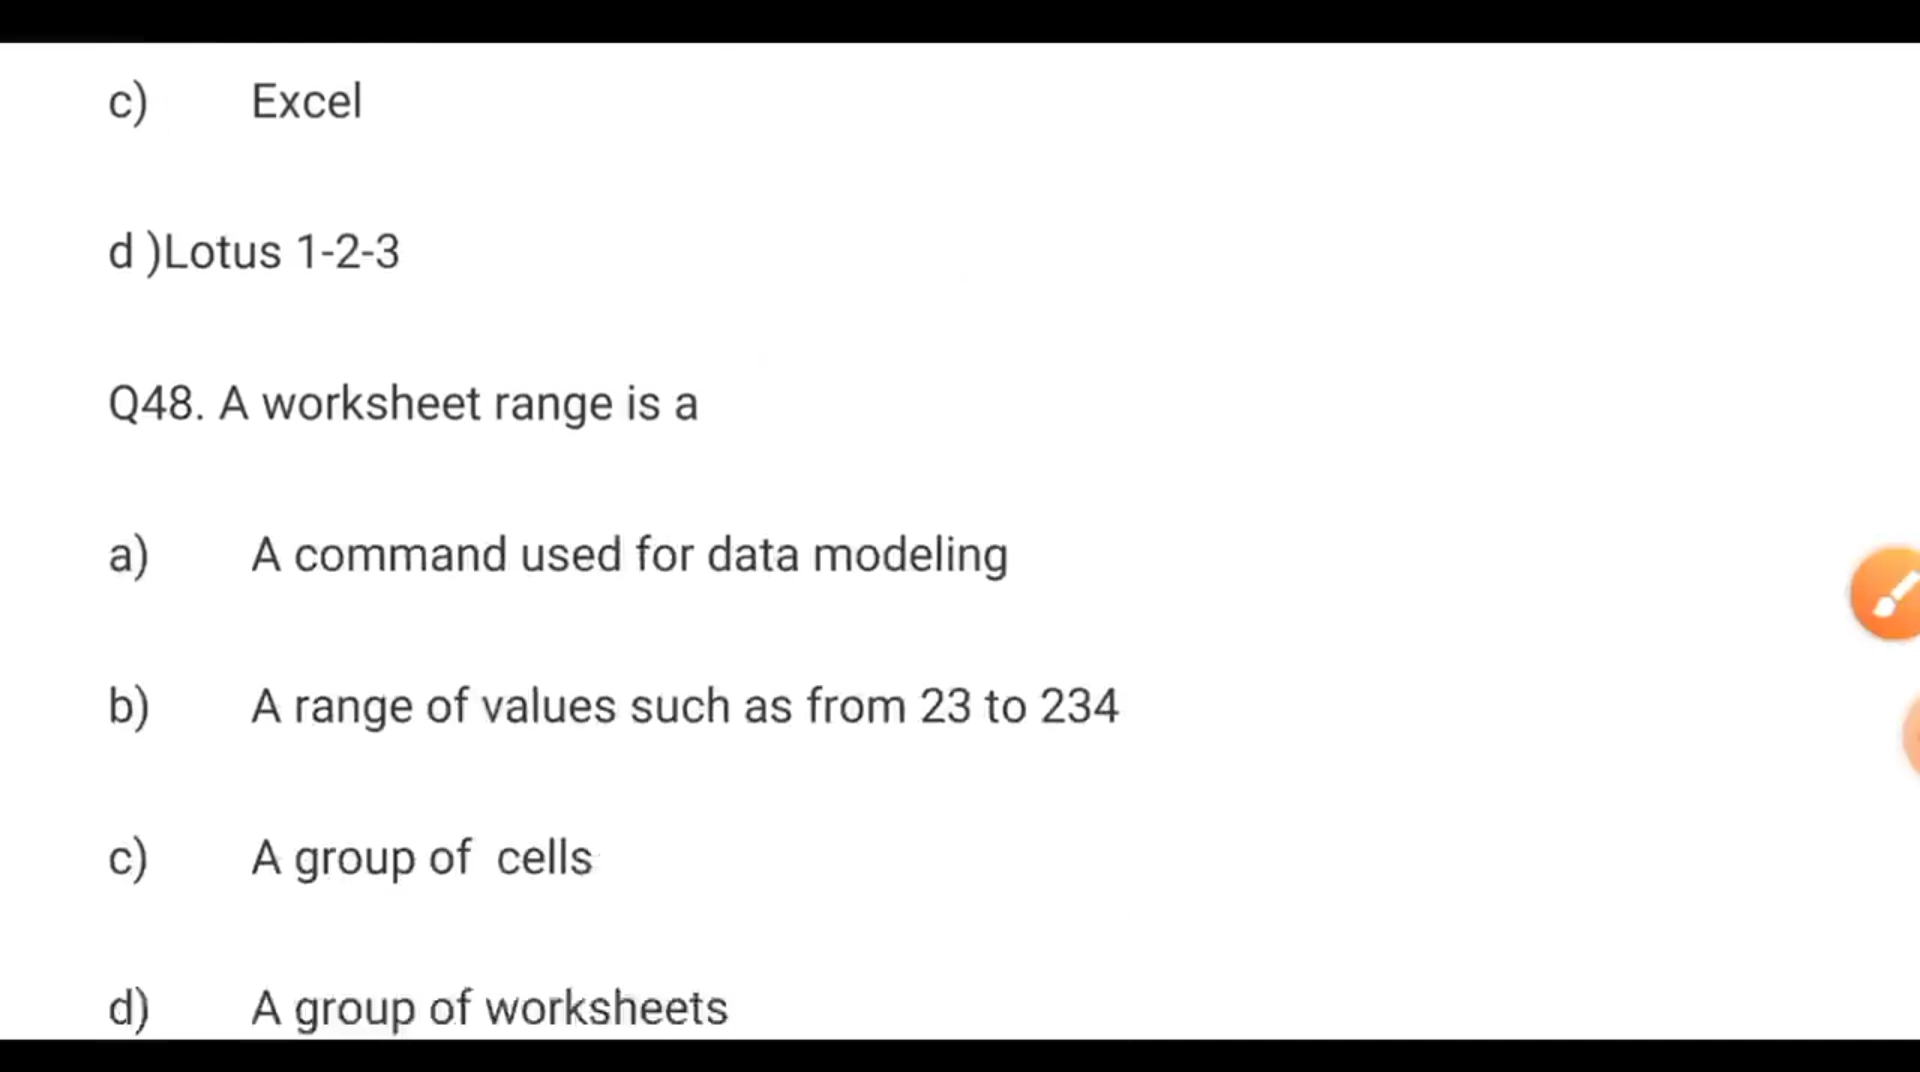 c) Excel
d )Lotus 1-2-3
Q48. A worksheet range is a
a) A command used for data modeling
b) A range of values such as from 23 to 234
c) A group of cells
d) A group of worksheets